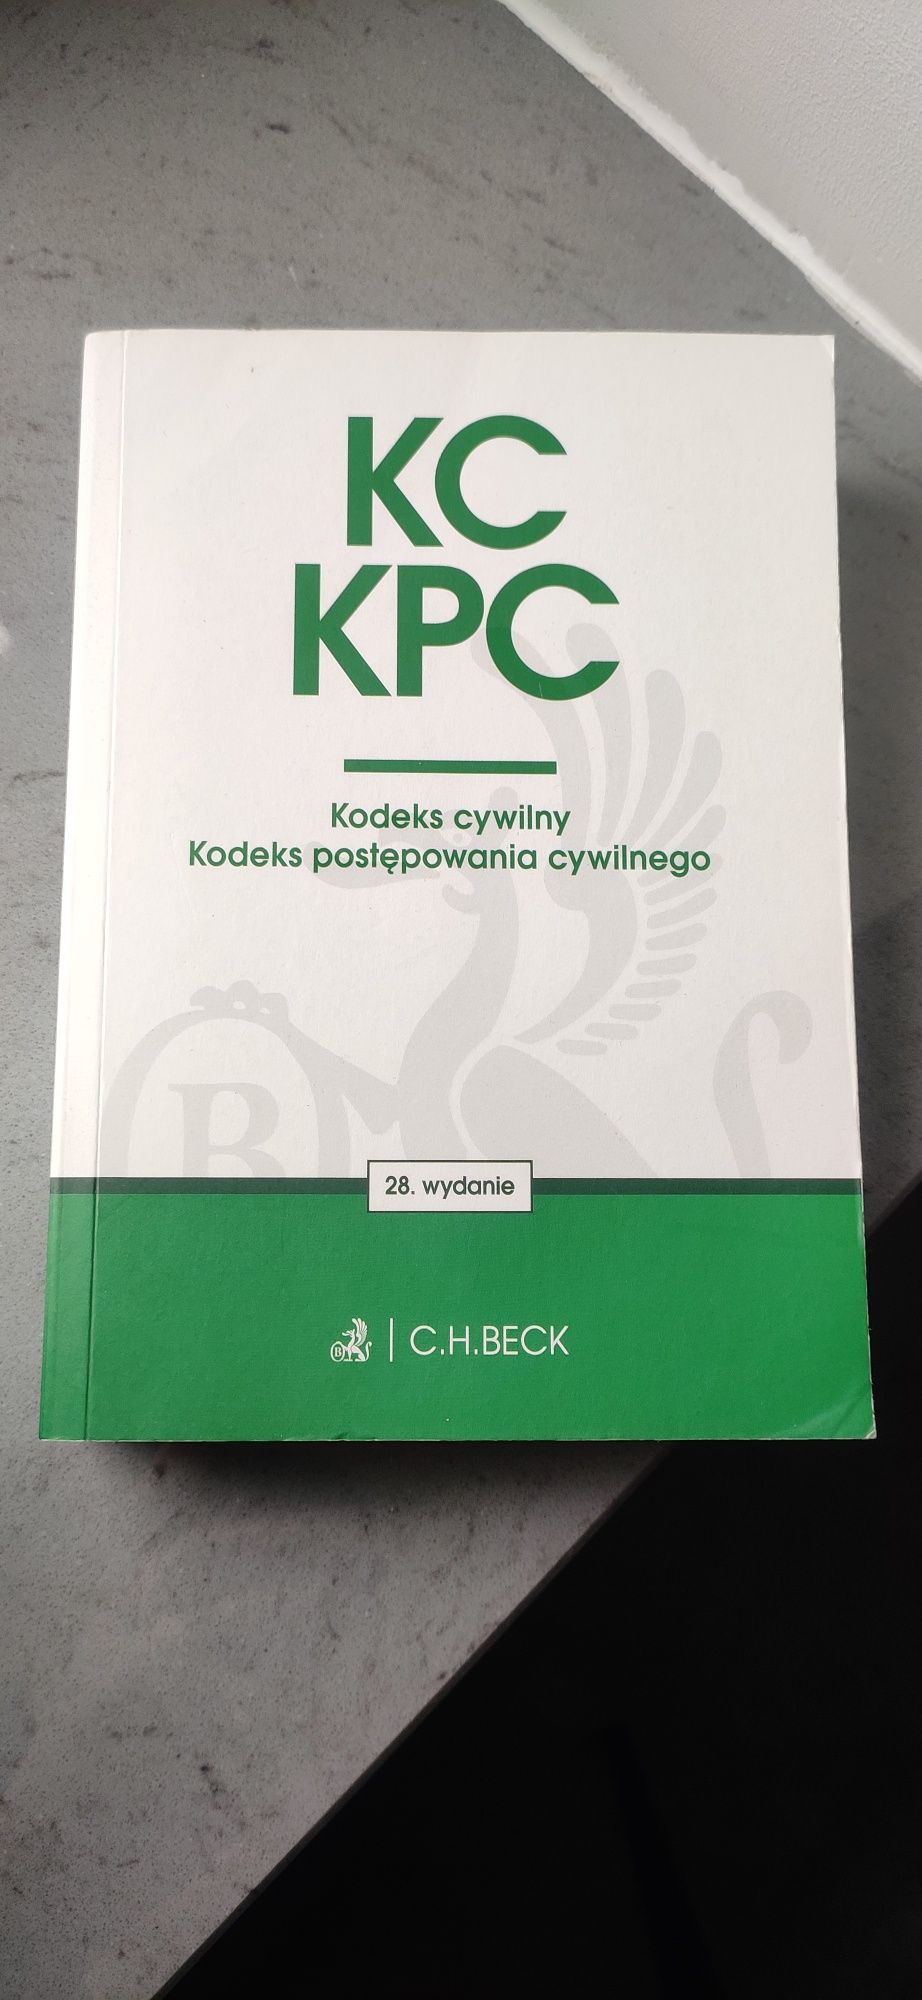 KC
KPC
Kodeks cywilny
Kodeks postępowania cywilnego
B
28. wydanie
B | C.H.BECK